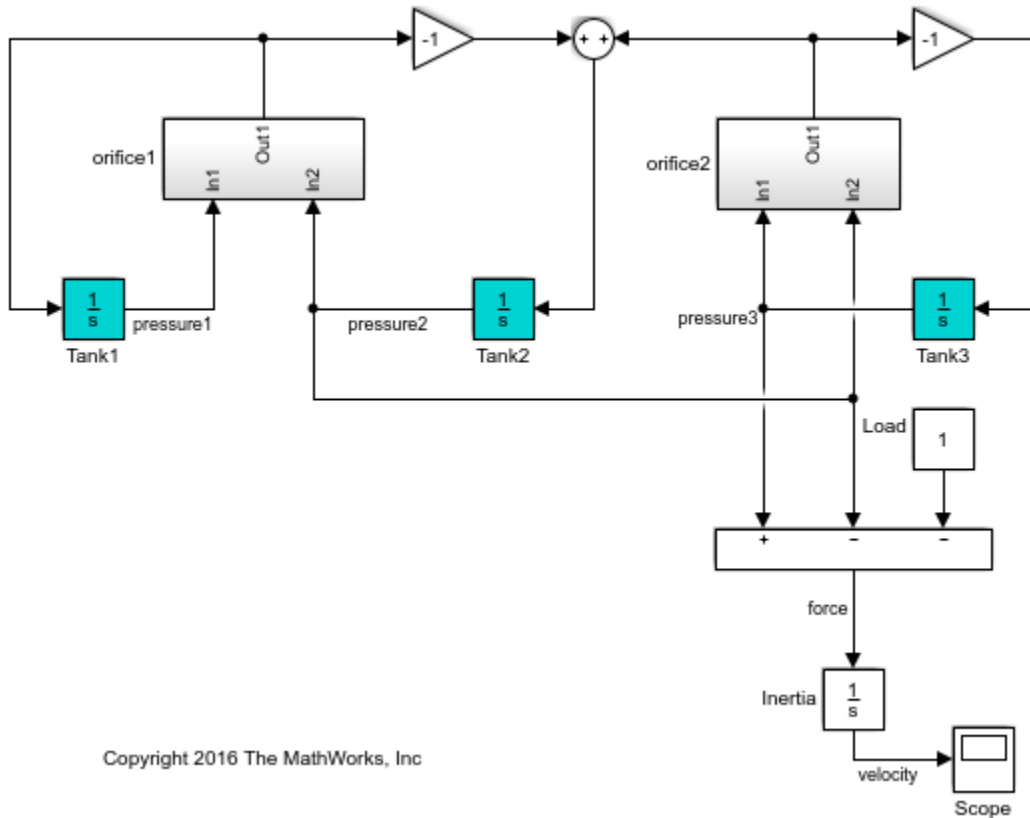 -1
+ +
-1
orifice1
Out1
In1
In2
orifice2
Out1
In1
In2
1
s
pressure1
Tank1
pressure2
1
s
Tank2
pressure3
1
s
Tank3
Load
1
+ − −
force
Inertia
1
s
velocity
Scope
Copyright 2016 The MathWorks, Inc